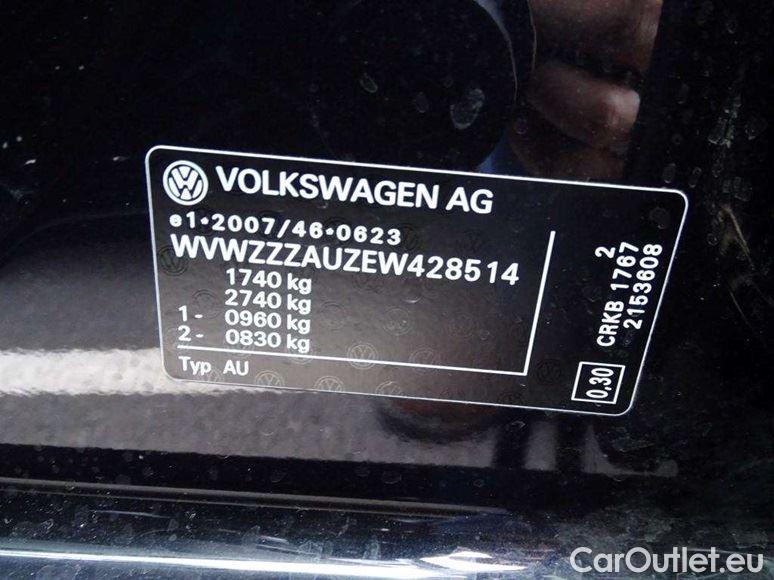 VOLKSWAGEN AG
e1*2007/46*0623
WVWZZZAUZEW428514
1740 kg
2740 kg
1- 0960 kg
2- 0830 kg
Typ AU
2
CRKB 1767
2153608
0,30
CarOutlet.eu